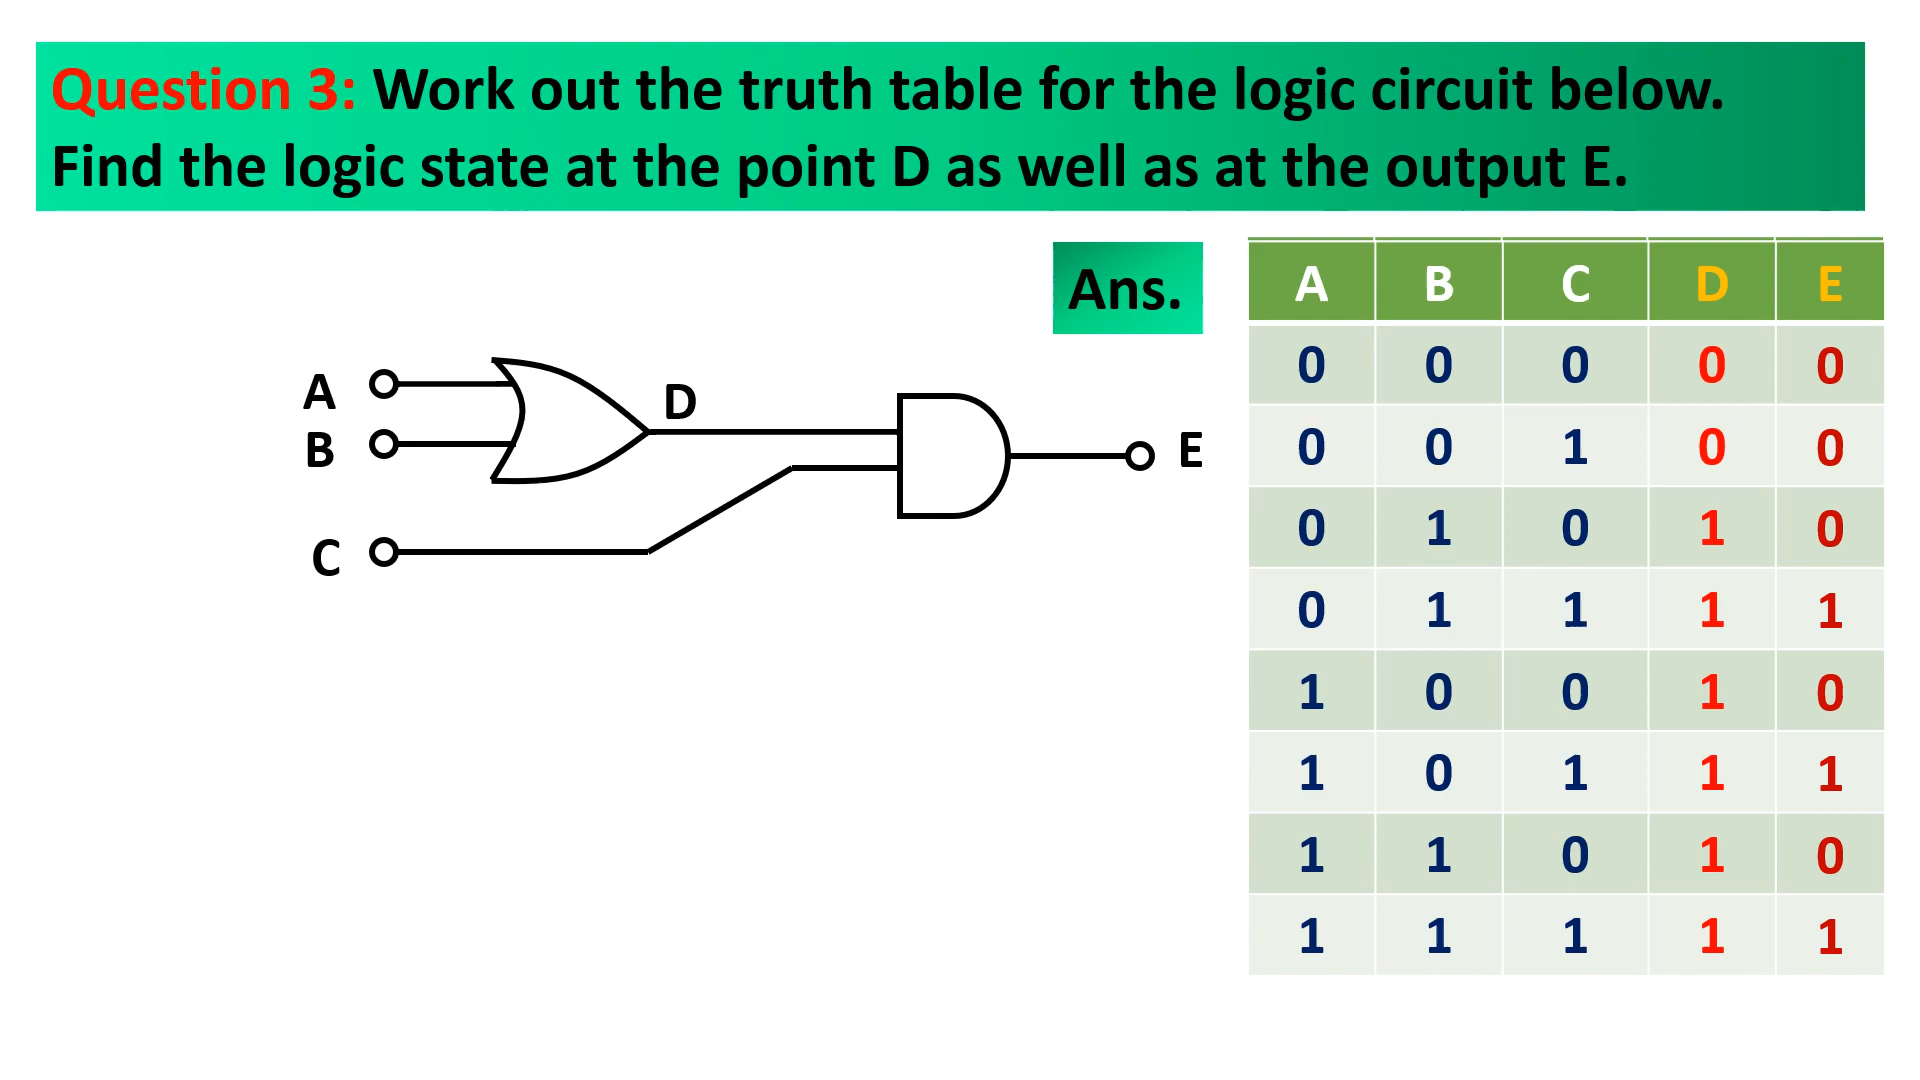 Question 3: Work out the truth table for the logic circuit below.
Find the logic state at the point D as well as at the output E.
Ans.
A
B
C
D
E
A B C D E
0 0 0 0 0
0 0 1 0 0
0 1 0 1 0
0 1 1 1 1
1 0 0 1 0
1 0 1 1 1
1 1 0 1 0
1 1 1 1 1